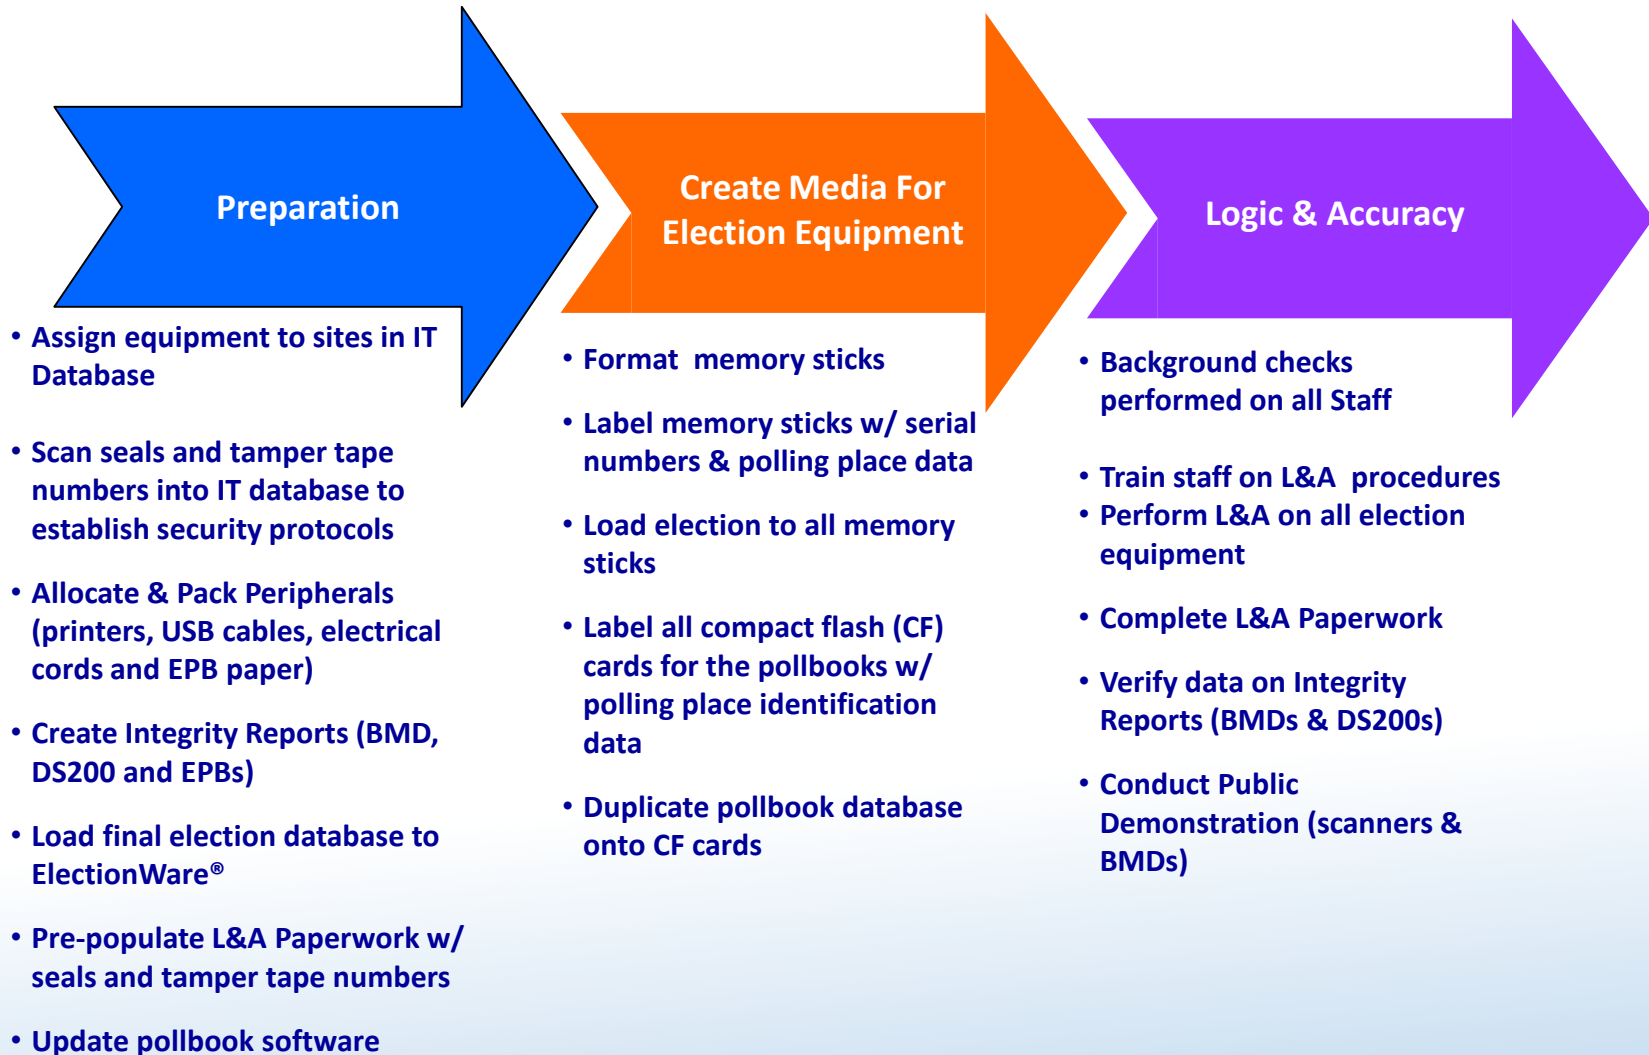 Preparation
• Assign equipment to sites in IT
Database
• Scan seals and tamper tape
numbers into IT database to
establish security protocols
• Allocate & Pack Peripherals
(printers, USB cables, electrical
cords and EPB paper)
• Create Integrity Reports (BMD,
DS200 and EPBs)
• Load final election database to
ElectionWare®
• Pre-populate L&A Paperwork w/
seals and tamper tape numbers
• Update pollbook software
Create Media For
Election Equipment
• Format  memory sticks
• Label memory sticks w/ serial
numbers & polling place data
• Load election to all memory
sticks
• Label all compact flash (CF)
cards for the pollbooks w/
polling place identification
data
• Duplicate pollbook database
onto CF cards
Logic & Accuracy
• Background checks
performed on all Staff
• Train staff on L&A  procedures
• Perform L&A on all election
equipment
• Complete L&A Paperwork
• Verify data on Integrity
Reports (BMDs & DS200s)
• Conduct Public
Demonstration (scanners &
BMDs)